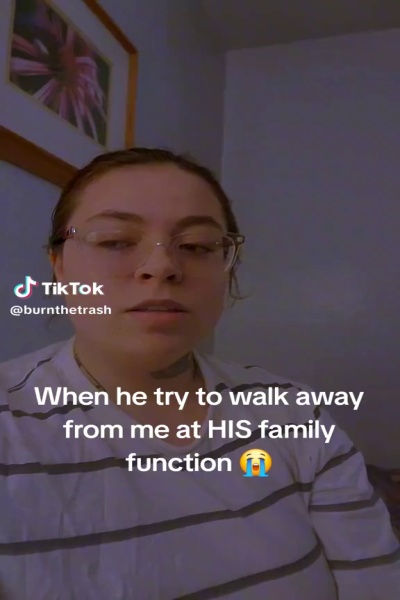 TikTok
@burnthetrash
When he try to walk away
from me at HIS family
function 😭